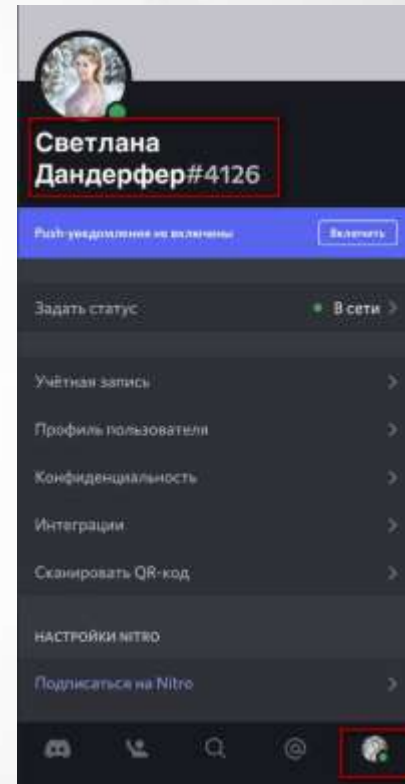 Светлана
Дандерфер#4126
Push-уведомления не включены
Включить
Задать статус
В сети
Учётная запись
Профиль пользователя
Конфиденциальность
Интеграции
Сканировать QR-код
НАСТРОЙКИ NITRO
Подписаться на Nitro